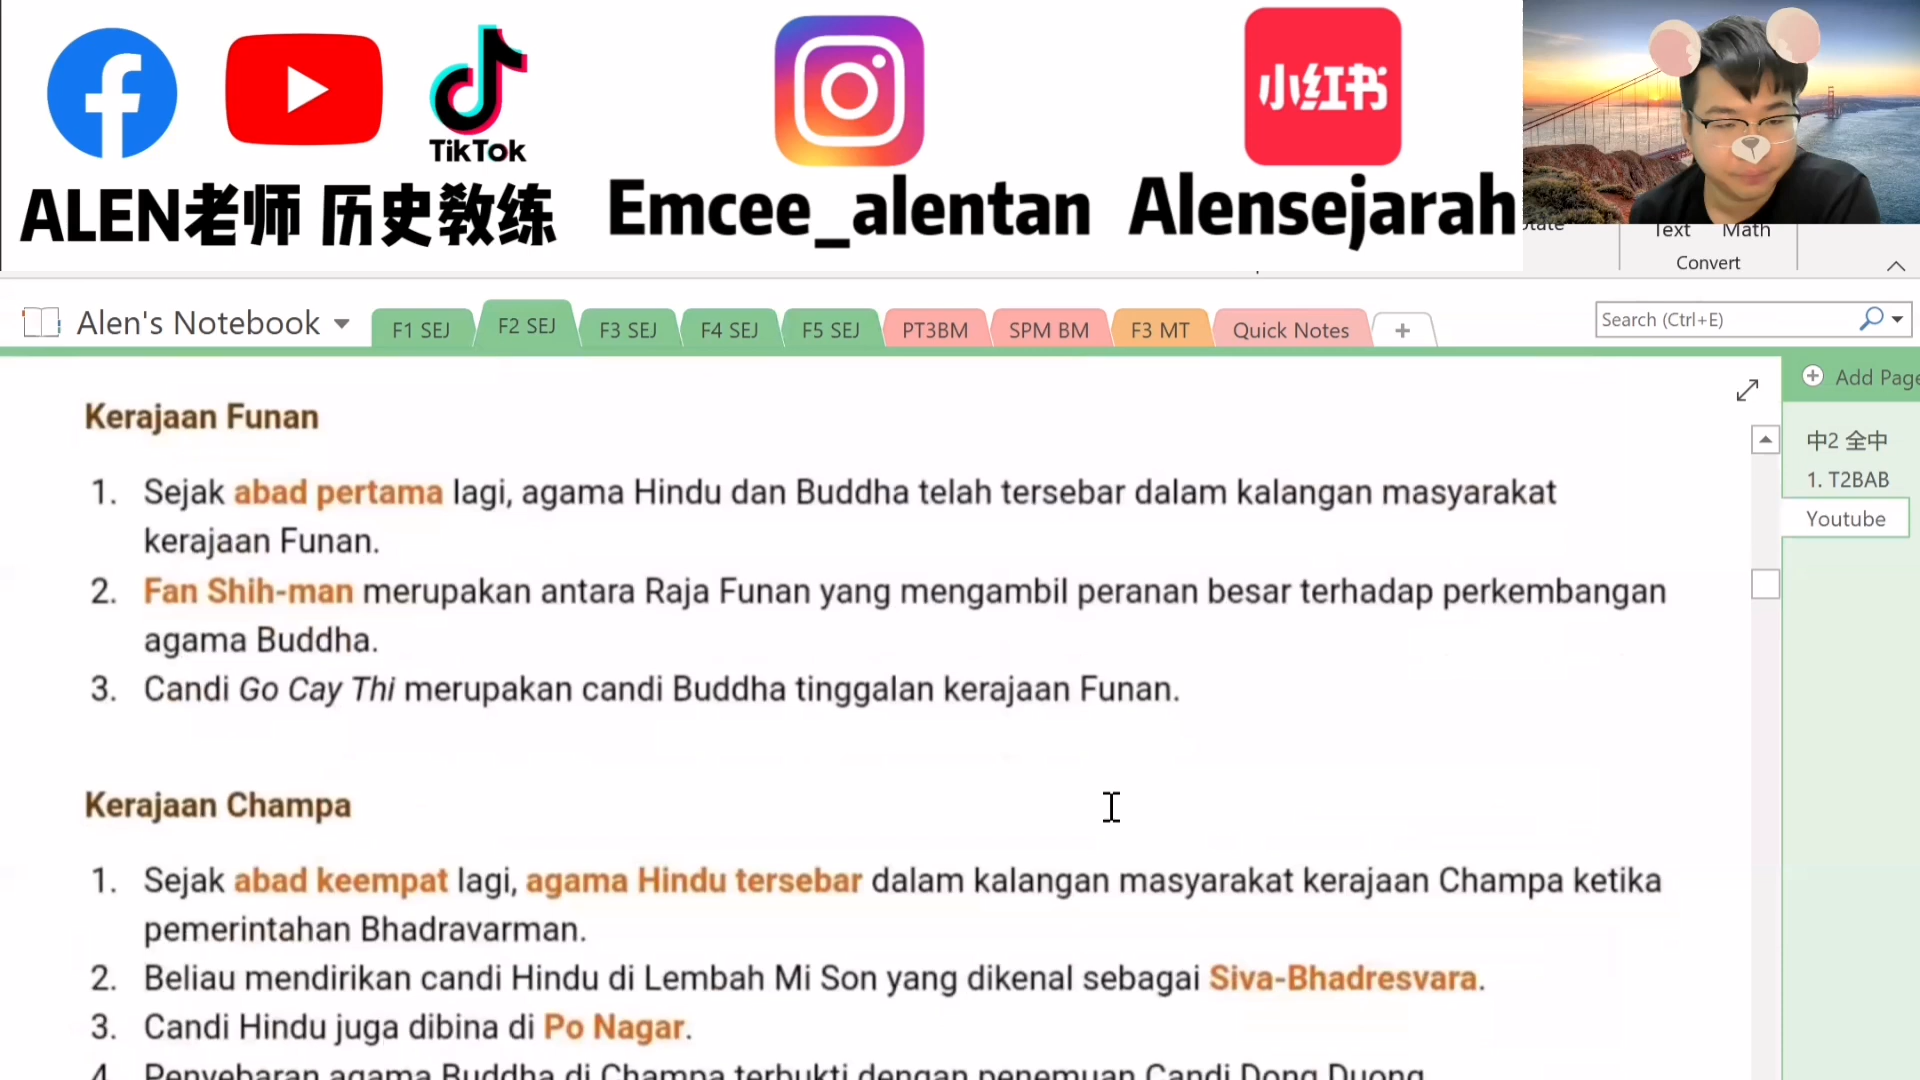 小红书
TikTok
ALEN老师 历史教练
Emcee_alentan
Alensejarah
Text Math
Convert
Alen's Notebook
F1 SEJ
F2 SEJ
F3 SEJ
F4 SEJ
F5 SEJ
PT3BM
SPM BM
F3 MT
Quick Notes
Search (Ctrl+E)
Add Page
中2 全中
1. T2BAB
Youtube
Kerajaan Funan
1. Sejak abad pertama lagi, agama Hindu dan Buddha telah tersebar dalam kalangan masyarakat
kerajaan Funan.
2. Fan Shih-man merupakan antara Raja Funan yang mengambil peranan besar terhadap perkembangan
agama Buddha.
3. Candi Go Cay Thi merupakan candi Buddha tinggalan kerajaan Funan.
Kerajaan Champa
1. Sejak abad keempat lagi, agama Hindu tersebar dalam kalangan masyarakat kerajaan Champa ketika
pemerintahan Bhadravarman.
2. Beliau mendirikan candi Hindu di Lembah Mi Son yang dikenal sebagai Siva-Bhadresvara.
3. Candi Hindu juga dibina di Po Nagar.
4. Penyebaran agama Buddha di Champa terbukti dengan penemuan Candi Dong Duong.